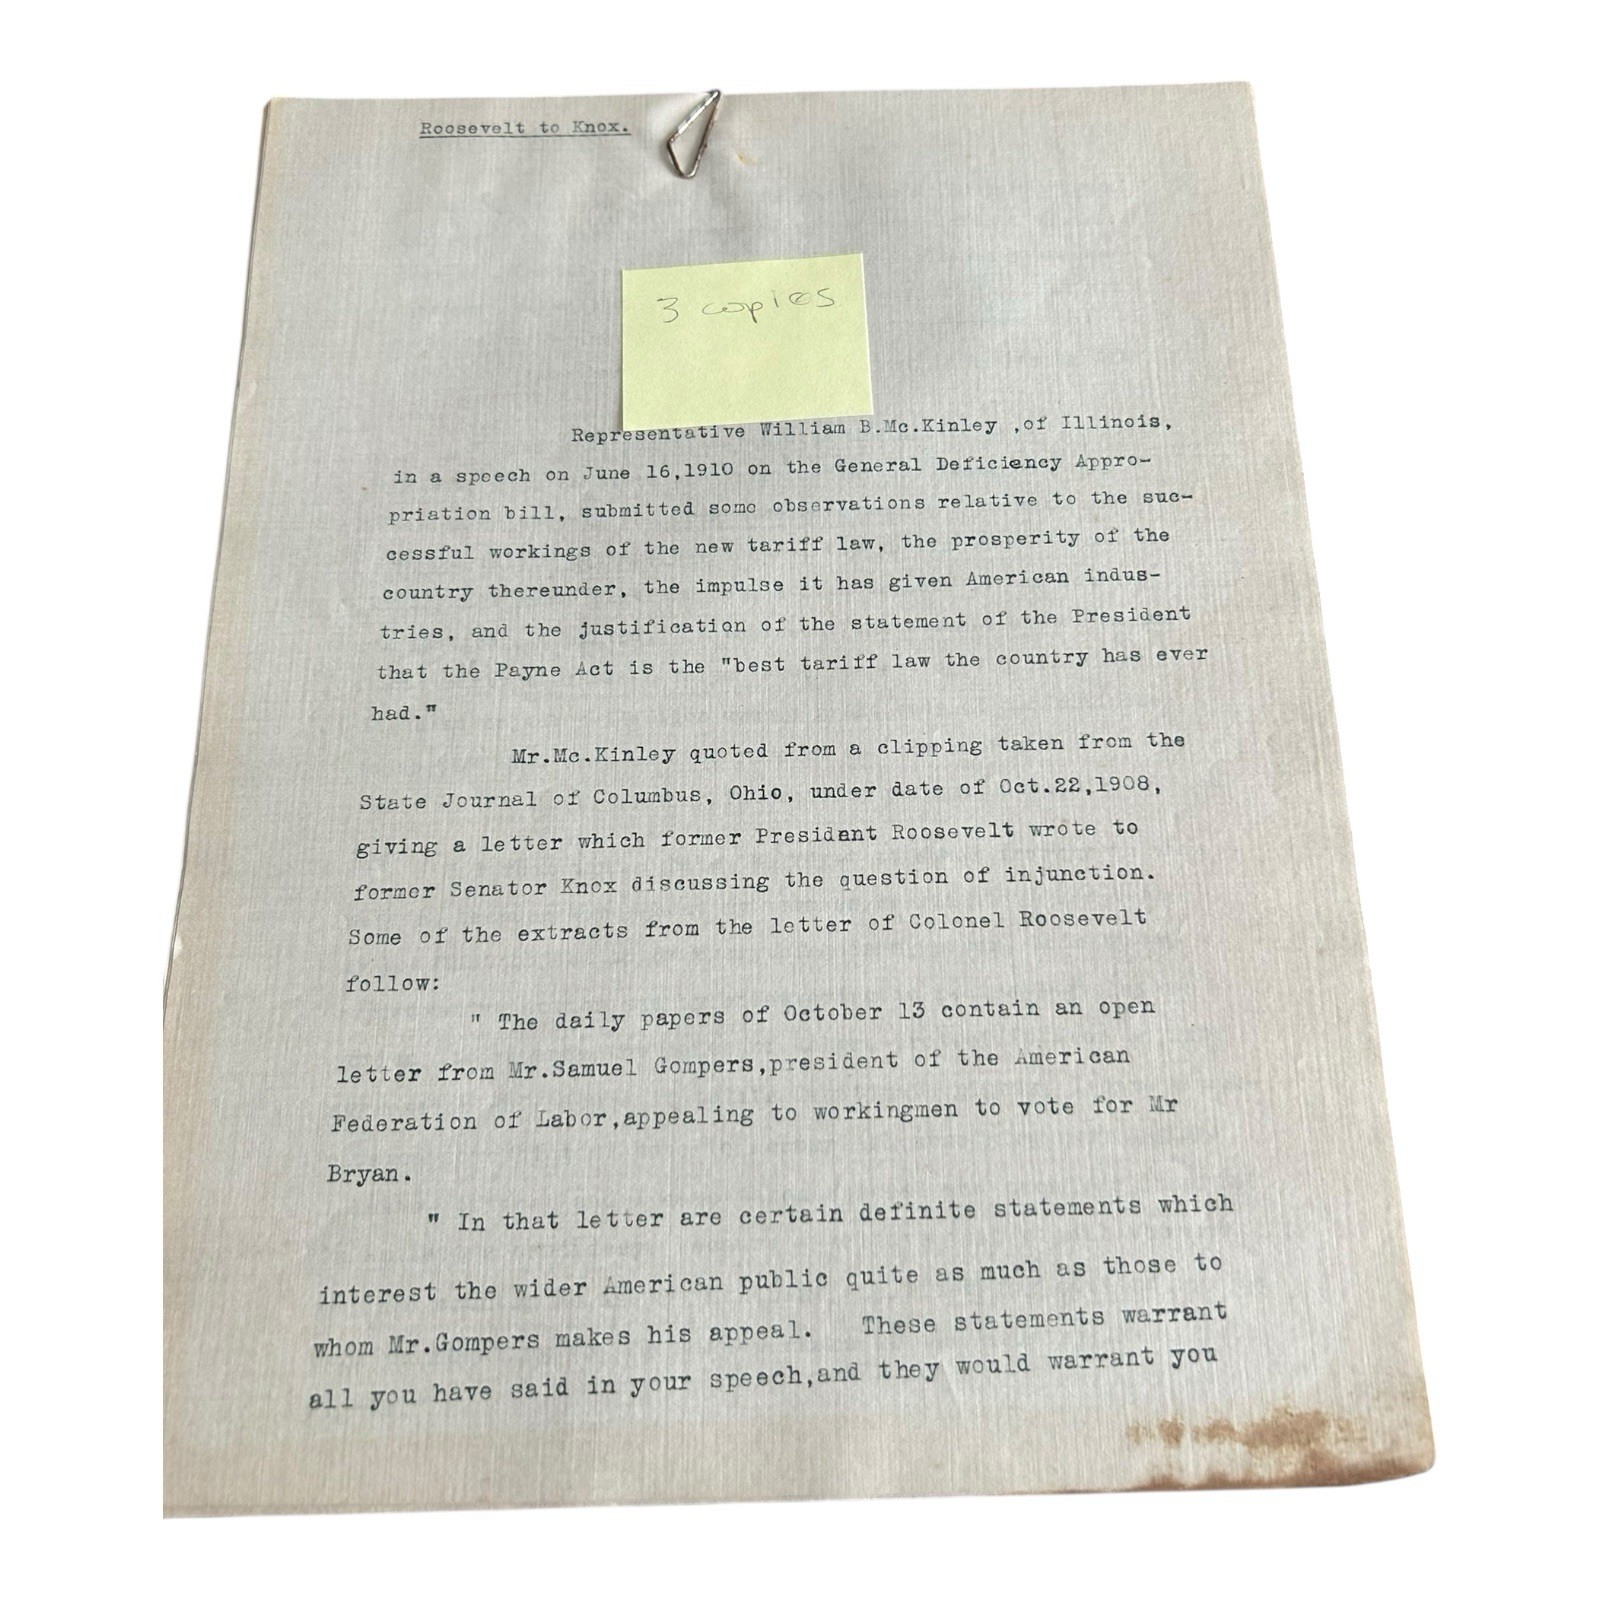 Roosevelt to Knox.
3 copies
Representative William B.Mc.Kinley ,of Illinois,
in a speech on June 16,1910 on the General Deficiency Appro-
priation bill, submitted some observations relative to the suc-
cessful workings of the new tariff law, the prosperity of the
country thereunder, the impulse it has given American indus-
tries, and the justification of the statement of the President
that the Payne Act is the "best tariff law the country has ever
had."
Mr.Mc.Kinley quoted from a clipping taken from the
State Journal of Columbus, Ohio, under date of Oct.22,1908,
giving a letter which former President Roosevelt wrote to
former Senator Knox discussing the question of injunction.
Some of the extracts from the letter of Colonel Roosevelt
follow:
" The daily papers of October 13 contain an open
letter from Mr.Samuel Gompers,president of the American
Federation of Labor,appealing to workingmen to vote for Mr
Bryan.
" In that letter are certain definite statements which
interest the wider American public quite as much as those to
whom Mr.Gompers makes his appeal. These statements warrant
all you have said in your speech,and they would warrant you